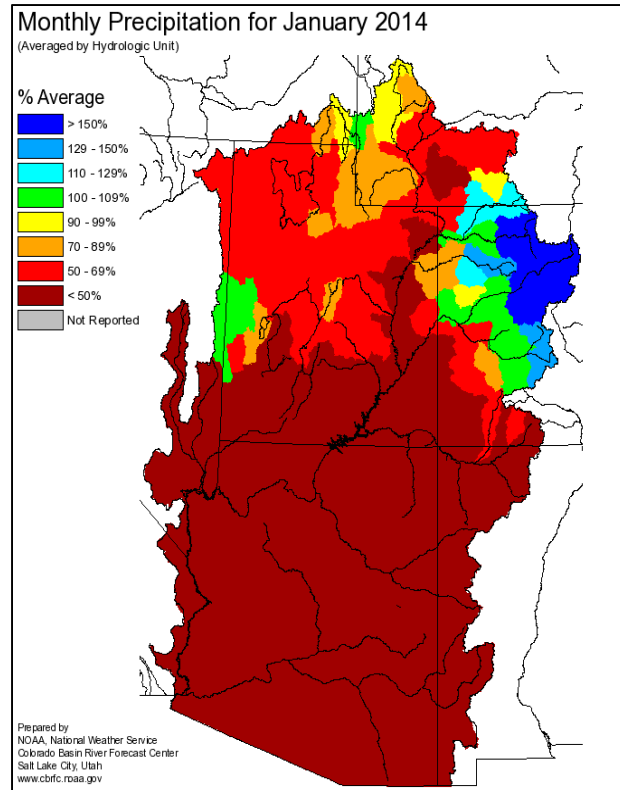 Monthly Precipitation for January 2014
(Averaged by Hydrologic Unit)
% Average
> 150%
129 - 150%
110 - 129%
100 - 109%
90 - 99%
70 - 89%
50 - 69%
< 50%
Not Reported
Prepared by
NOAA, National Weather Service
Colorado Basin River Forecast Center
Salt Lake City, Utah
www.cbrfc.noaa.gov